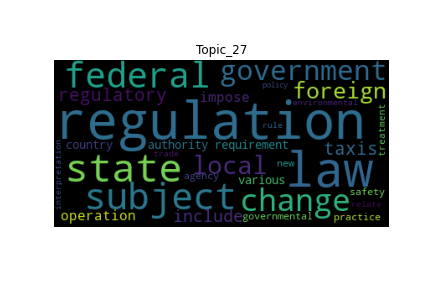 Topic_27
federal government
policy
regulatory impose foreign
environmental
regulation
rule
country authority requirement taxis
treatment
interpretation
trade
state local law
agency new
subject various change safety
relate
operation include governmental practice